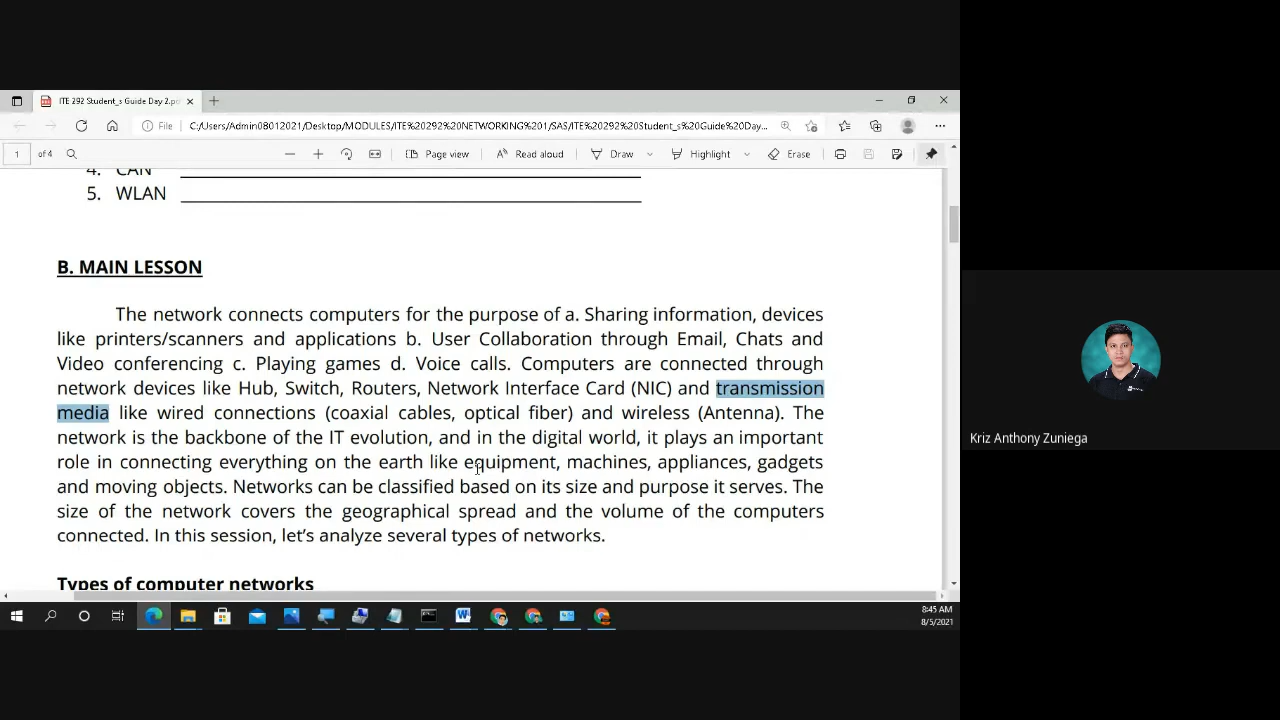 ITE 292 Student_s Guide Day 2.po
File
C:/Users/Admin08012021/Desktop/MODULES/ITE%20292%20NETWORKING%201/SAS/ITE%20292%20Student_s%20Guide%20Day...
1 of 4
Page view
Read aloud
Draw
Highlight
Erase
4. CAN
5. WLAN
B. MAIN LESSON
The network connects computers for the purpose of a. Sharing information, devices
like printers/scanners and applications b. User Collaboration through Email, Chats and
Video conferencing c. Playing games d. Voice calls. Computers are connected through
network devices like Hub, Switch, Routers, Network Interface Card (NIC) and transmission
media like wired connections (coaxial cables, optical fiber) and wireless (Antenna). The
network is the backbone of the IT evolution, and in the digital world, it plays an important
role in connecting everything on the earth like equipment, machines, appliances, gadgets
and moving objects. Networks can be classified based on its size and purpose it serves. The
size of the network covers the geographical spread and the volume of the computers
connected. In this session, let's analyze several types of networks.
Types of computer networks
Kriz Anthony Zuniega
8:45 AM
8/5/2021